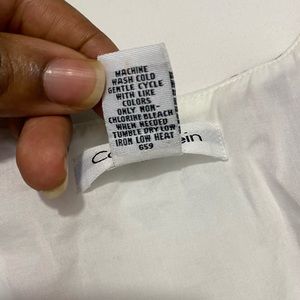 MACHINE
WASH COLD
GENTLE CYCLE
WITH LIKE
COLORS
ONLY NON-
CHLORINE BLEACH
WHEN NEEDED
TUMBLE DRY LOW
IRON LOW HEAT
659